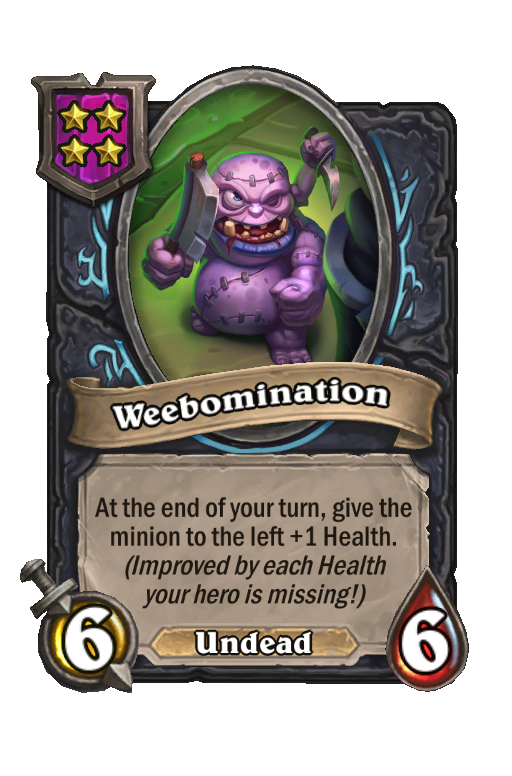 Weebomination
At the end of your turn, give the
minion to the left +1 Health.
(Improved by each Health
your hero is missing!)
6
Undead
6